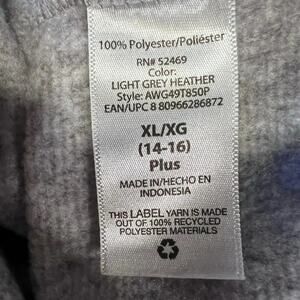 100% Polyester/Poliéster
RN# 52469
Color:
LIGHT GREY HEATHER
Style: AWG49T850P
EAN/UPC 8 80966286872
XL/XG
(14-16)
Plus
MADE IN/HECHO EN
INDONESIA
THIS LABEL YARN IS MADE
OUT OF 100% RECYCLED
POLYESTER MATERIALS